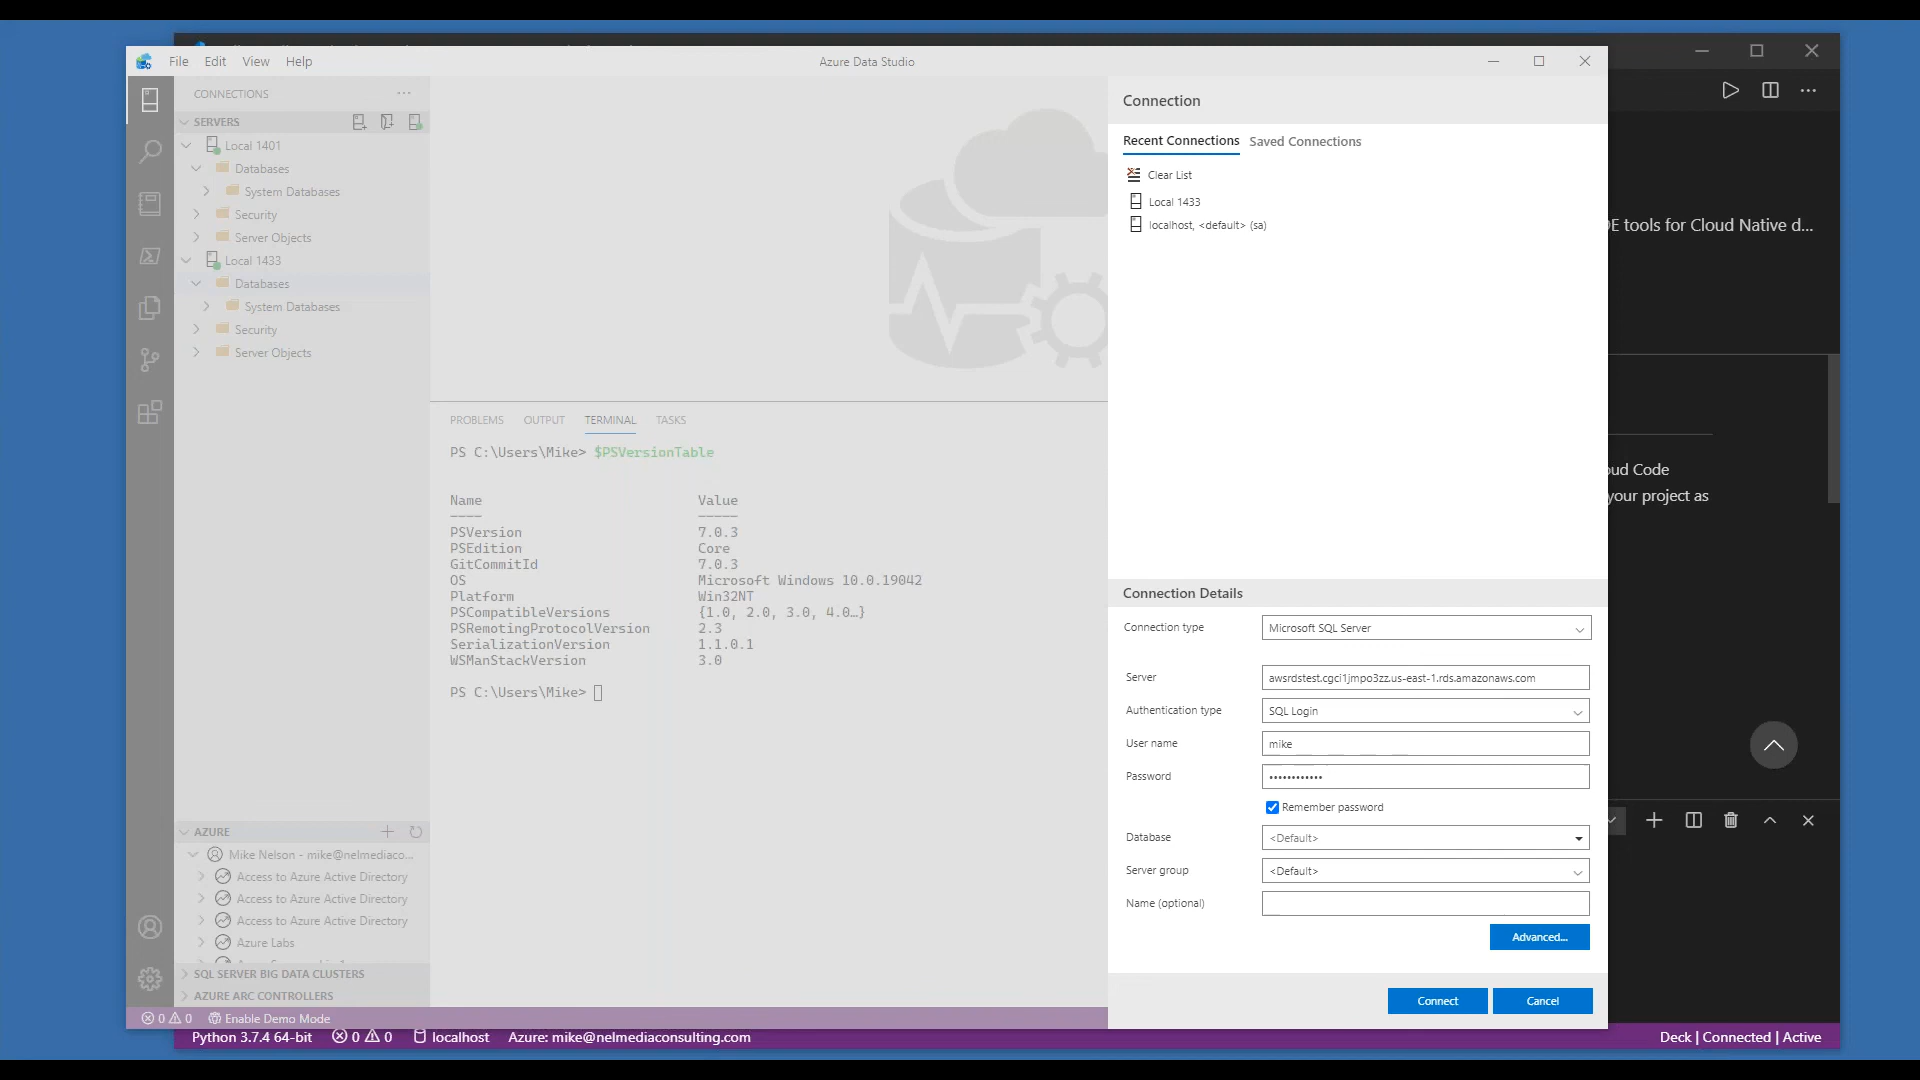 File Edit View Help
Azure Data Studio
CONNECTIONS
SERVERS
Local 1401
Databases
System Databases
Security
Server Objects
Local 1433
Databases
System Databases
Security
Server Objects
AZURE
Mike Nelson - mike@nelmediaco...
Access to Azure Active Directory
Access to Azure Active Directory
Access to Azure Active Directory
Azure Labs
SQL SERVER BIG DATA CLUSTERS
AZURE ARC CONTROLLERS
PROBLEMS OUTPUT TERMINAL TASKS
PS C:\Users\Mike> $PSVersionTable
Name Value
---- -----
PSVersion 7.0.3
PSEdition Core
GitCommitId 7.0.3
OS Microsoft Windows 10.0.19042
Platform Win32NT
PSCompatibleVersions {1.0, 2.0, 3.0, 4.0…}
PSRemotingProtocolVersion 2.3
SerializationVersion 1.1.0.1
WSManStackVersion 3.0
PS C:\Users\Mike>
Connection
Recent Connections Saved Connections
Clear List
Local 1433
localhost, <default> (sa)
Connection Details
Connection type Microsoft SQL Server
Server awsrdstest.cgci1jmpo3zz.us-east-1.rds.amazonaws.com
Authentication type SQL Login
User name mike
Password ••••••••••••
Remember password
Database <Default>
Server group <Default>
Name (optional)
Advanced...
Connect Cancel
E tools for Cloud Native d...
oud Code
your project as
0 0 Enable Demo Mode
Python 3.7.4 64-bit 0 0 localhost Azure: mike@nelmediaconsulting.com Deck | Connected | Active